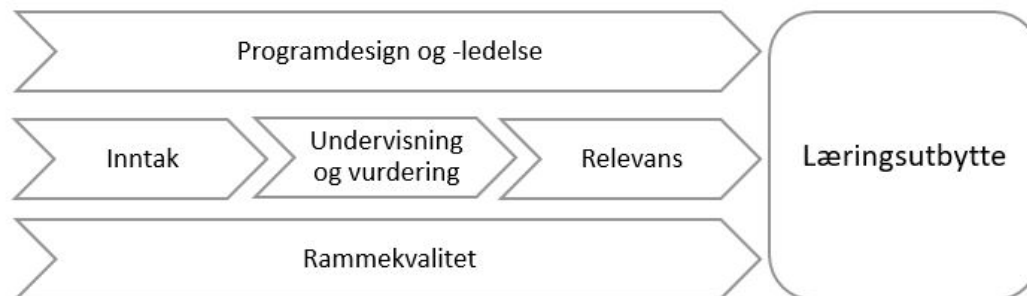 Programdesign og -ledelse
Inntak
Undervisning
og vurdering
Relevans
Læringsutbytte
Rammekvalitet